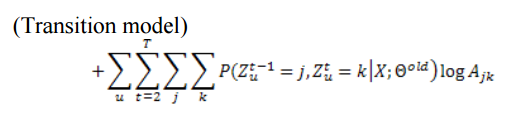 (Transition model)
+ ∑_u ∑_{t=2}^{T} ∑_j ∑_k P(Z_u^{t-1} = j, Z_u^t = k|X; Θ^{old}) log A_{jk}